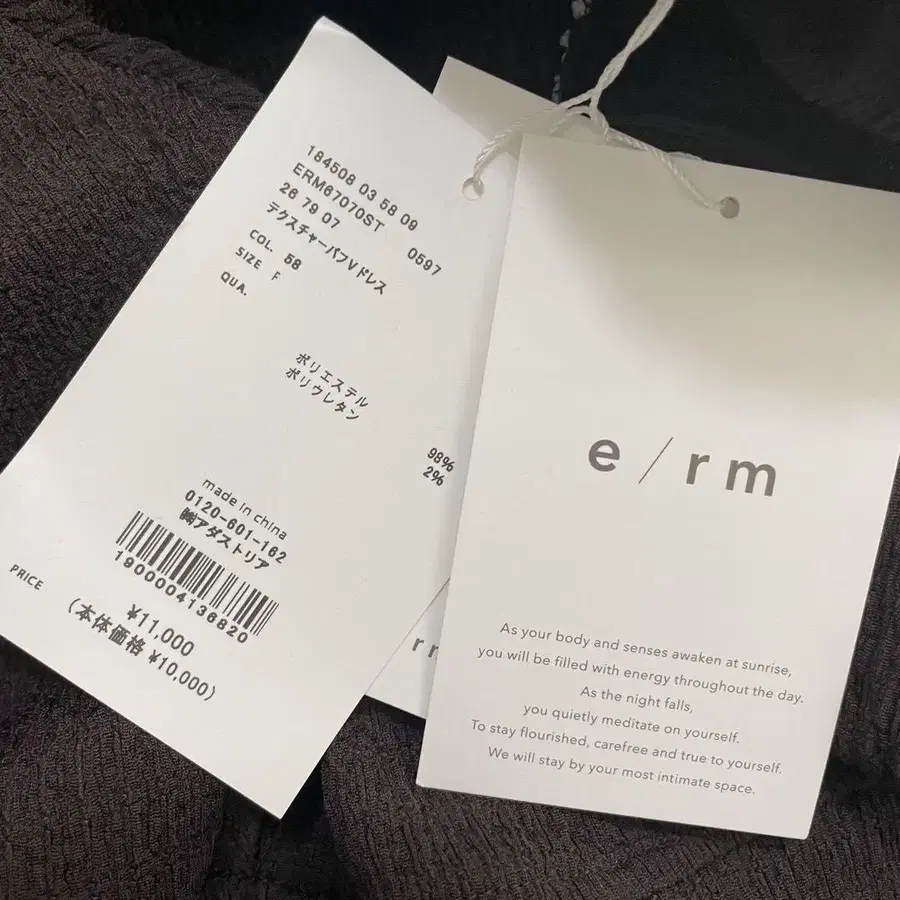 184508 03 58 09
ERM67070ST 0597
26 79 07
テクスチャーパフVドレス
COL. 58
SIZE F
QUA.
ポリエステル 98%
ポリウレタン 2%
made in china
0120-601-162
㈱アダストリア
1900004136820
PRICE
¥11,000
(本体価格 ¥10,000)
e/rm
As your body and senses awaken at sunrise,
you will be filled with energy throughout the day.
As the night falls,
you quietly meditate on yourself.
To stay flourished, carefree and true to yourself.
We will stay by your most intimate space.